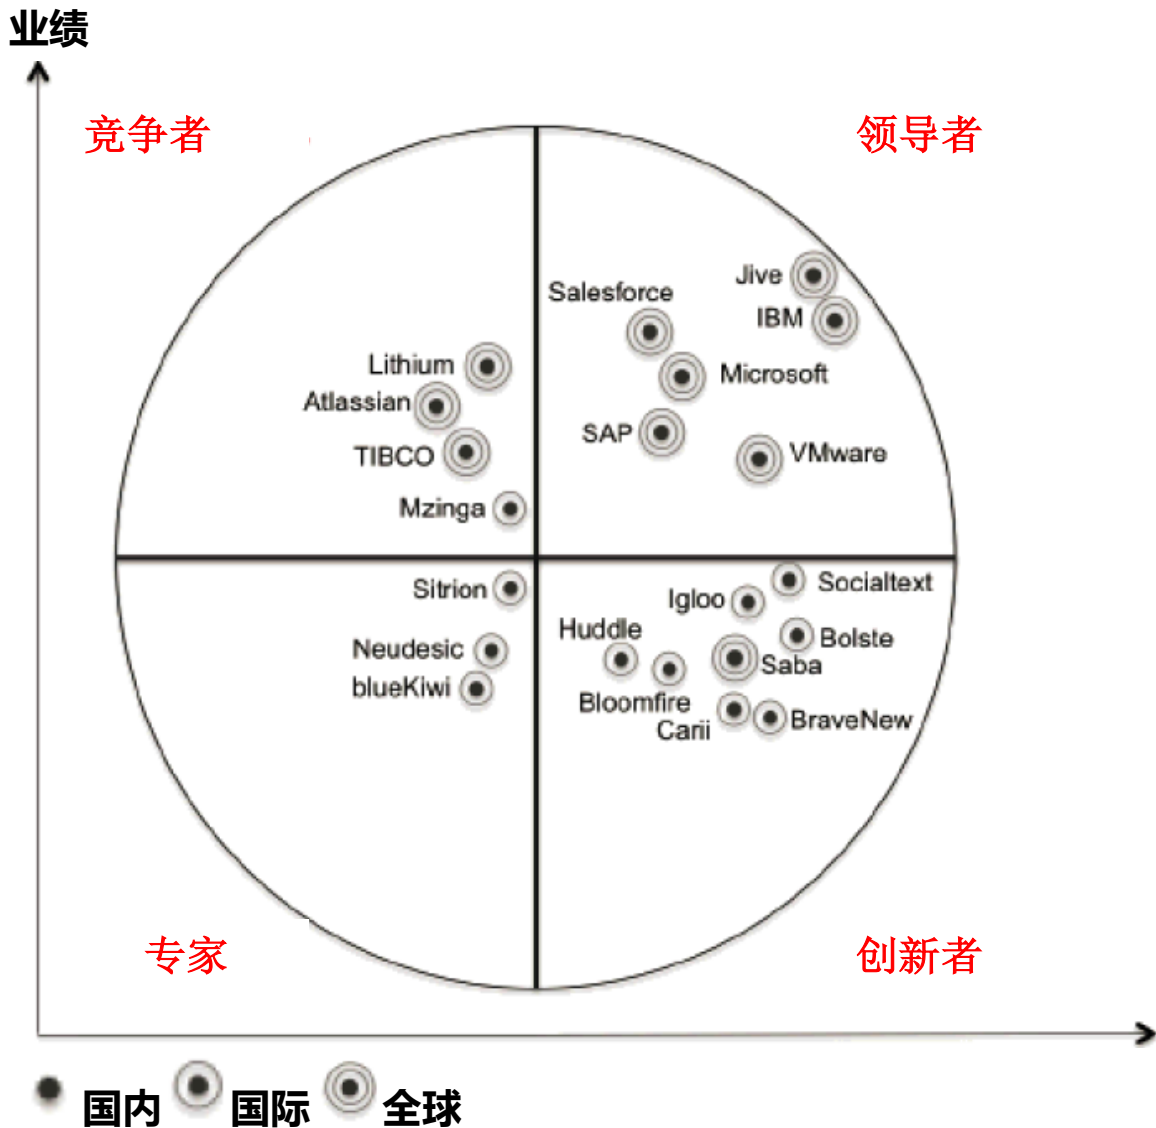 业绩
竞争者
领导者
Jive
Salesforce
IBM
Lithium
Microsoft
Atlassian
SAP
TIBCO
VMware
Mzinga
Sitrion
Socialtext
Igloo
Huddle
Bolste
Neudesic
Saba
blueKiwi
Bloomfire
BraveNew
Carii
专家
创新者
国内 国际 全球